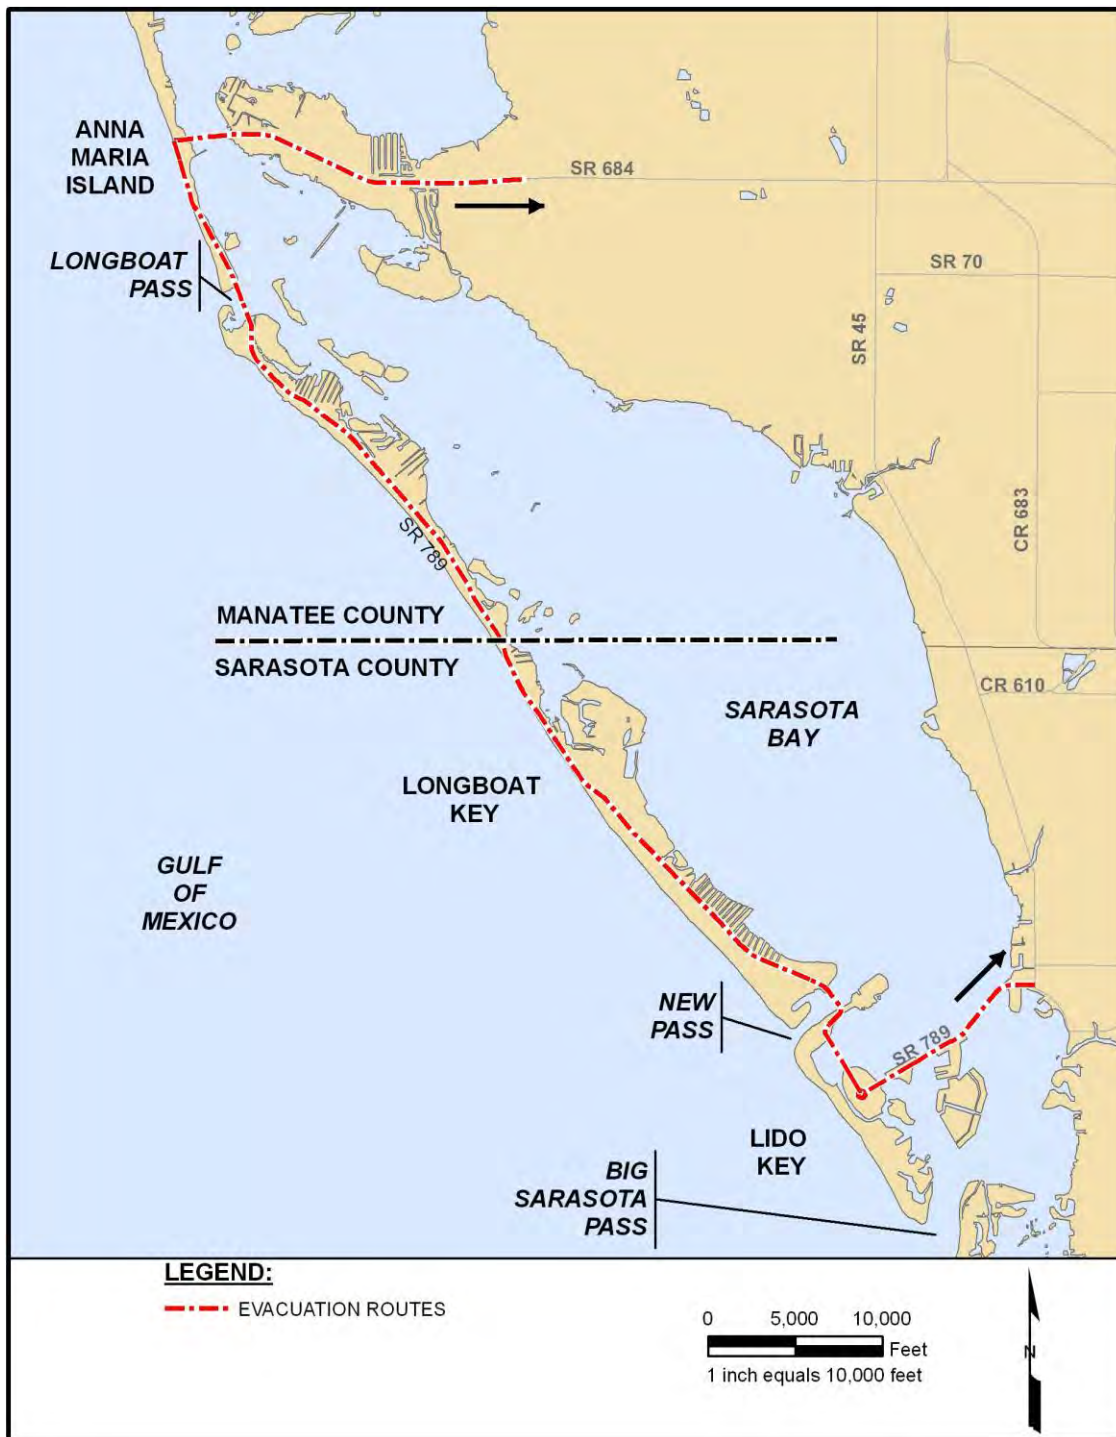 ANNA
MARIA
ISLAND
SR 684
LONGBOAT
PASS
SR 70
SR 45
SR 789
CR 683
MANATEE COUNTY
SARASOTA COUNTY
CR 610
SARASOTA
BAY
LONGBOAT
KEY
GULF
OF
MEXICO
NEW
PASS
SR 789
LIDO
KEY
BIG
SARASOTA
PASS
LEGEND:
EVACUATION ROUTES
0 5,000 10,000
Feet
1 inch equals 10,000 feet
N